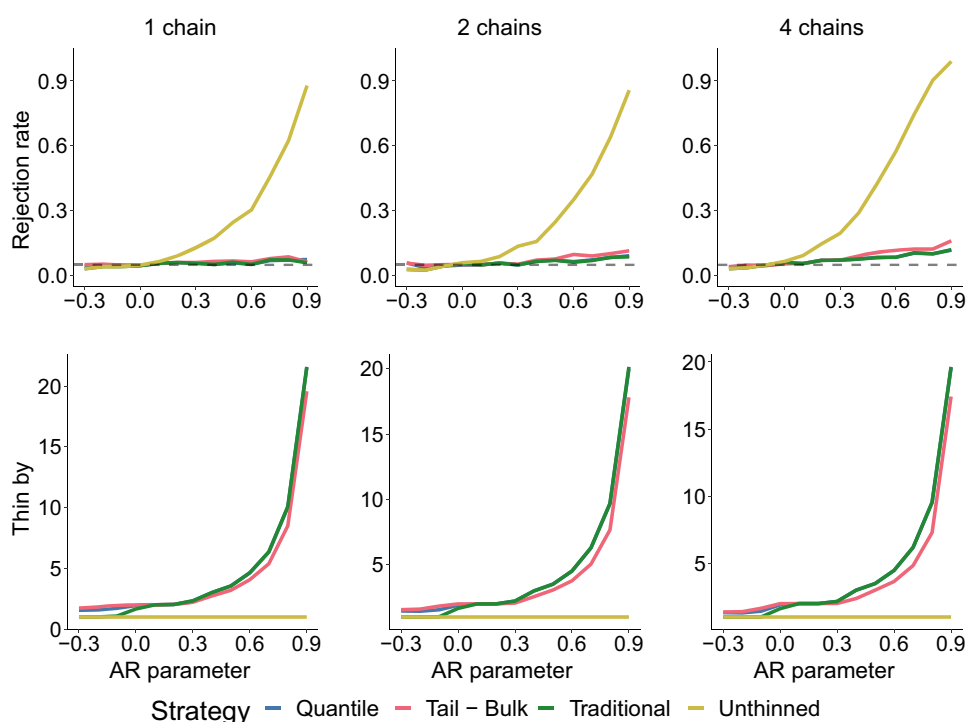 1 chain 2 chains 4 chains
Rejection rate
0.9 0.9 0.9
0.6 0.6 0.6
0.3 0.3 0.3
0.0 0.0 0.0
−0.3 0.0 0.3 0.6 0.9 −0.3 0.0 0.3 0.6 0.9 −0.3 0.0 0.3 0.6 0.9
Thin by
20 20 20
15 15 15
10 10 10
5 5 5
0
−0.3 0.0 0.3 0.6 0.9 −0.3 0.0 0.3 0.6 0.9 −0.3 0.0 0.3 0.6 0.9
AR parameter AR parameter AR parameter
Strategy Quantile Tail − Bulk Traditional Unthinned